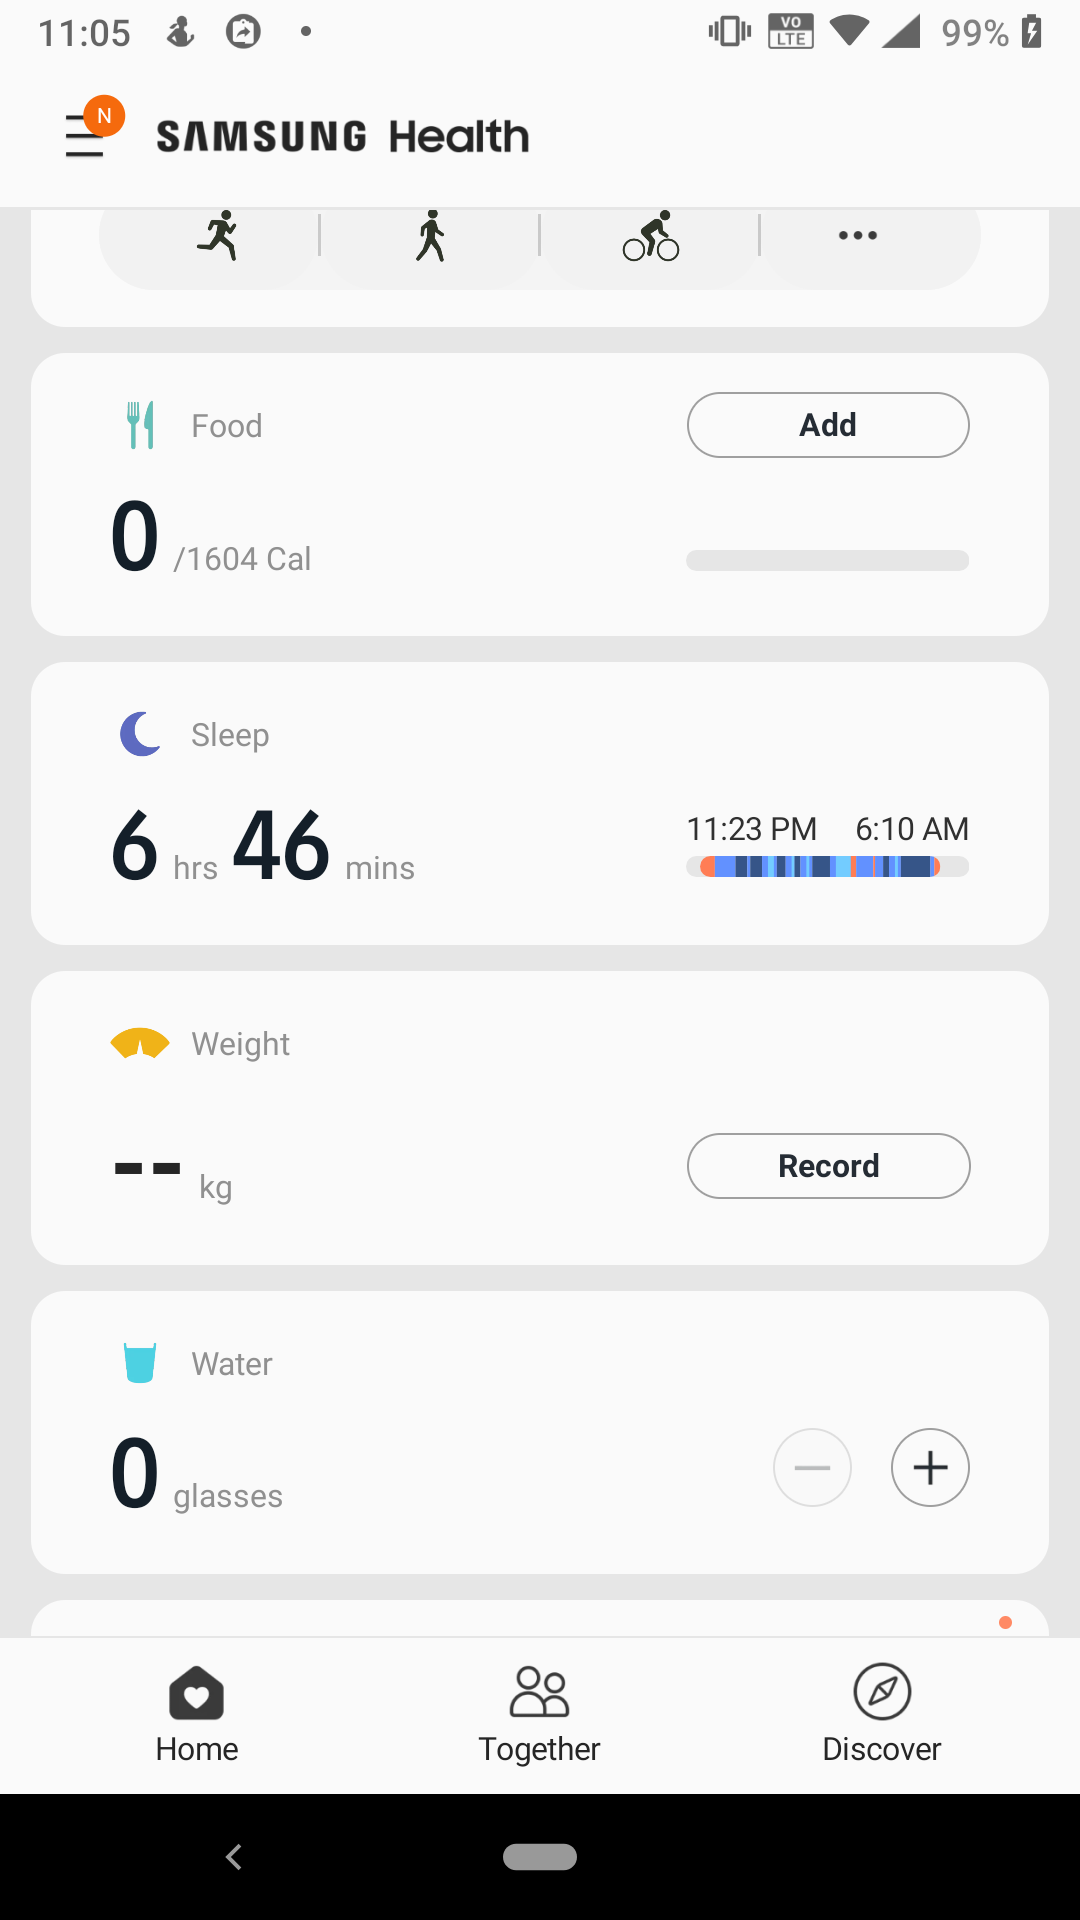 11:05 VO LTE 99%
N SAMSUNG Health
Food Add
0 /1604 Cal
Sleep
6 hrs 46 mins 11:23 PM 6:10 AM
Weight
-- kg Record
Water
0 glasses
Home Together Discover